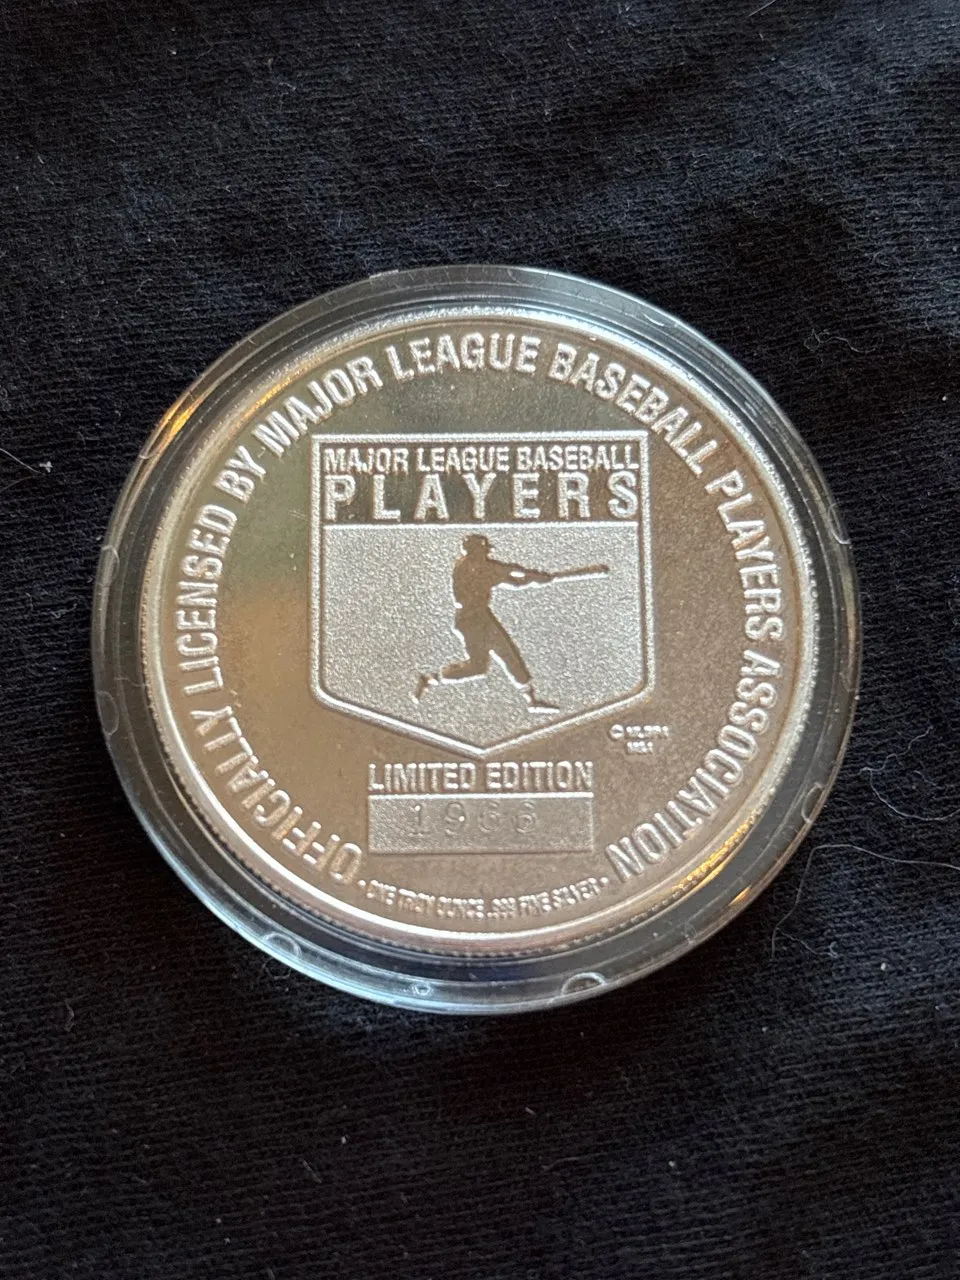 OFFICIALLY LICENSED BY MAJOR LEAGUE BASEBALL PLAYERS ASSOCIATION
MAJOR LEAGUE BASEBALL
PLAYERS
LIMITED EDITION
1966
• ONE TROY OUNCE .999 FINE SILVER •